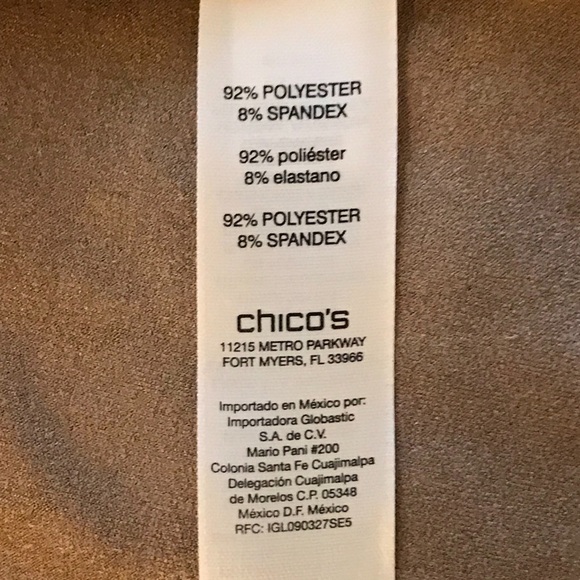 92% POLYESTER
8% SPANDEX
92% poliéster
8% elastano
92% POLYESTER
8% SPANDEX
chico's
11215 METRO PARKWAY
FORT MYERS, FL 33966
Importado en México por:
Importadora Globastic
S.A. de C.V.
Mario Pani #200
Colonia Santa Fe Cuajimalpa
Delegación Cuajimalpa
de Morelos C.P. 05348
México D.F. México
RFC: IGL090327SE5